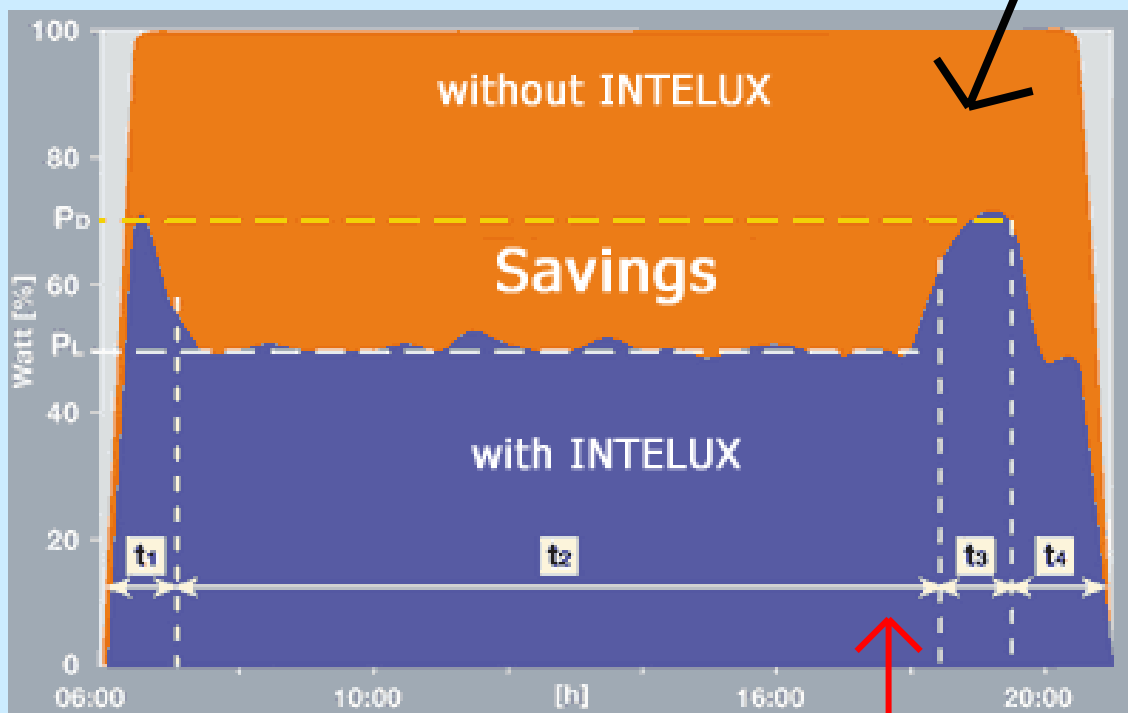 100
without INTELUX
80
PD
Savings
60
Watt [%]
PL
40
with INTELUX
20
t1 t2 t3 t4
0
06:00 10:00 [h] 16:00 20:00